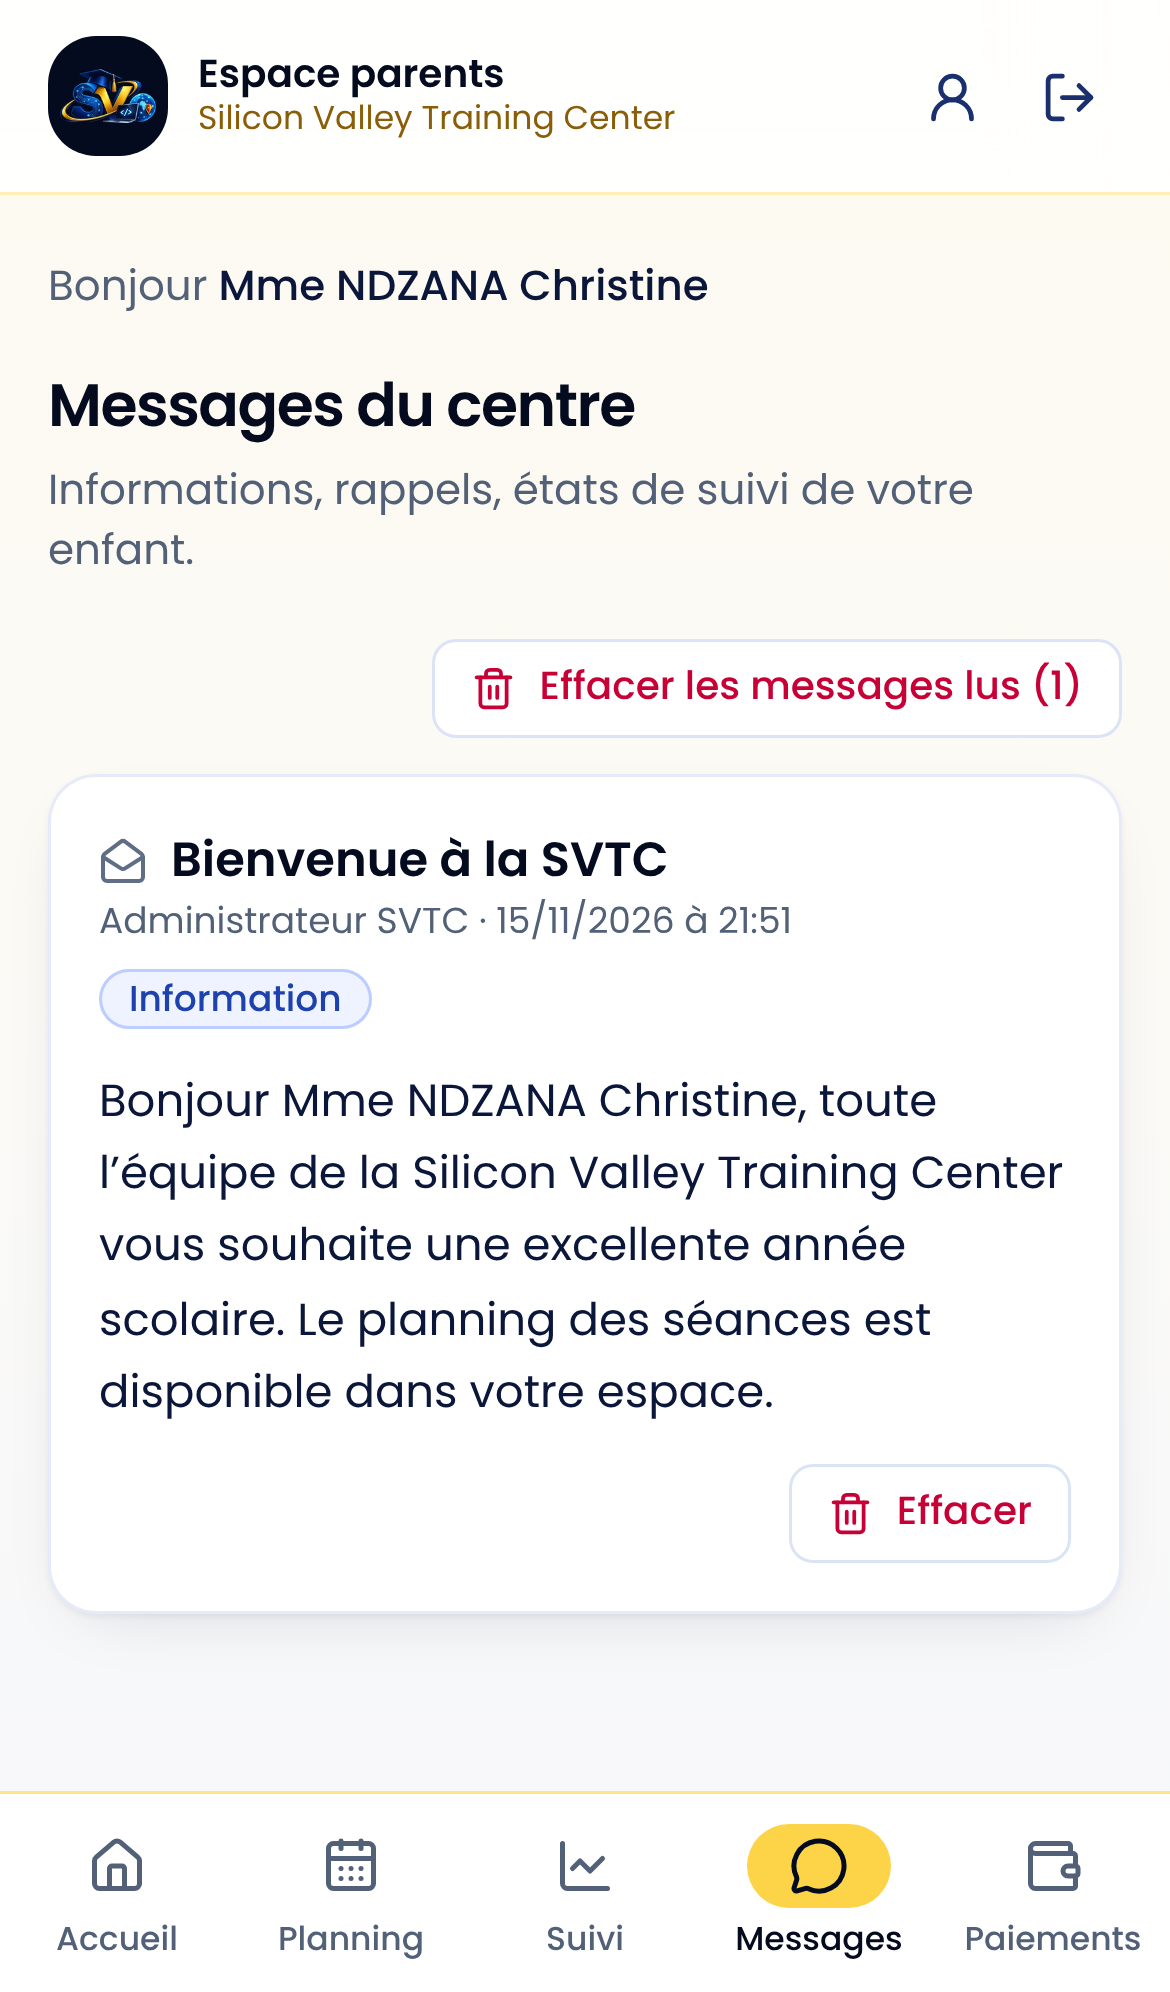 SV
Espace parents
Silicon Valley Training Center
Bonjour Mme NDZANA Christine
Messages du centre
Informations, rappels, états de suivi de votre
enfant.
Effacer les messages lus (1)
Bienvenue à la SVTC
Administrateur SVTC · 15/11/2026 à 21:51
Information
Bonjour Mme NDZANA Christine, toute
l’équipe de la Silicon Valley Training Center
vous souhaite une excellente année
scolaire. Le planning des séances est
disponible dans votre espace.
Effacer
Accueil
Planning
Suivi
Messages
Paiements